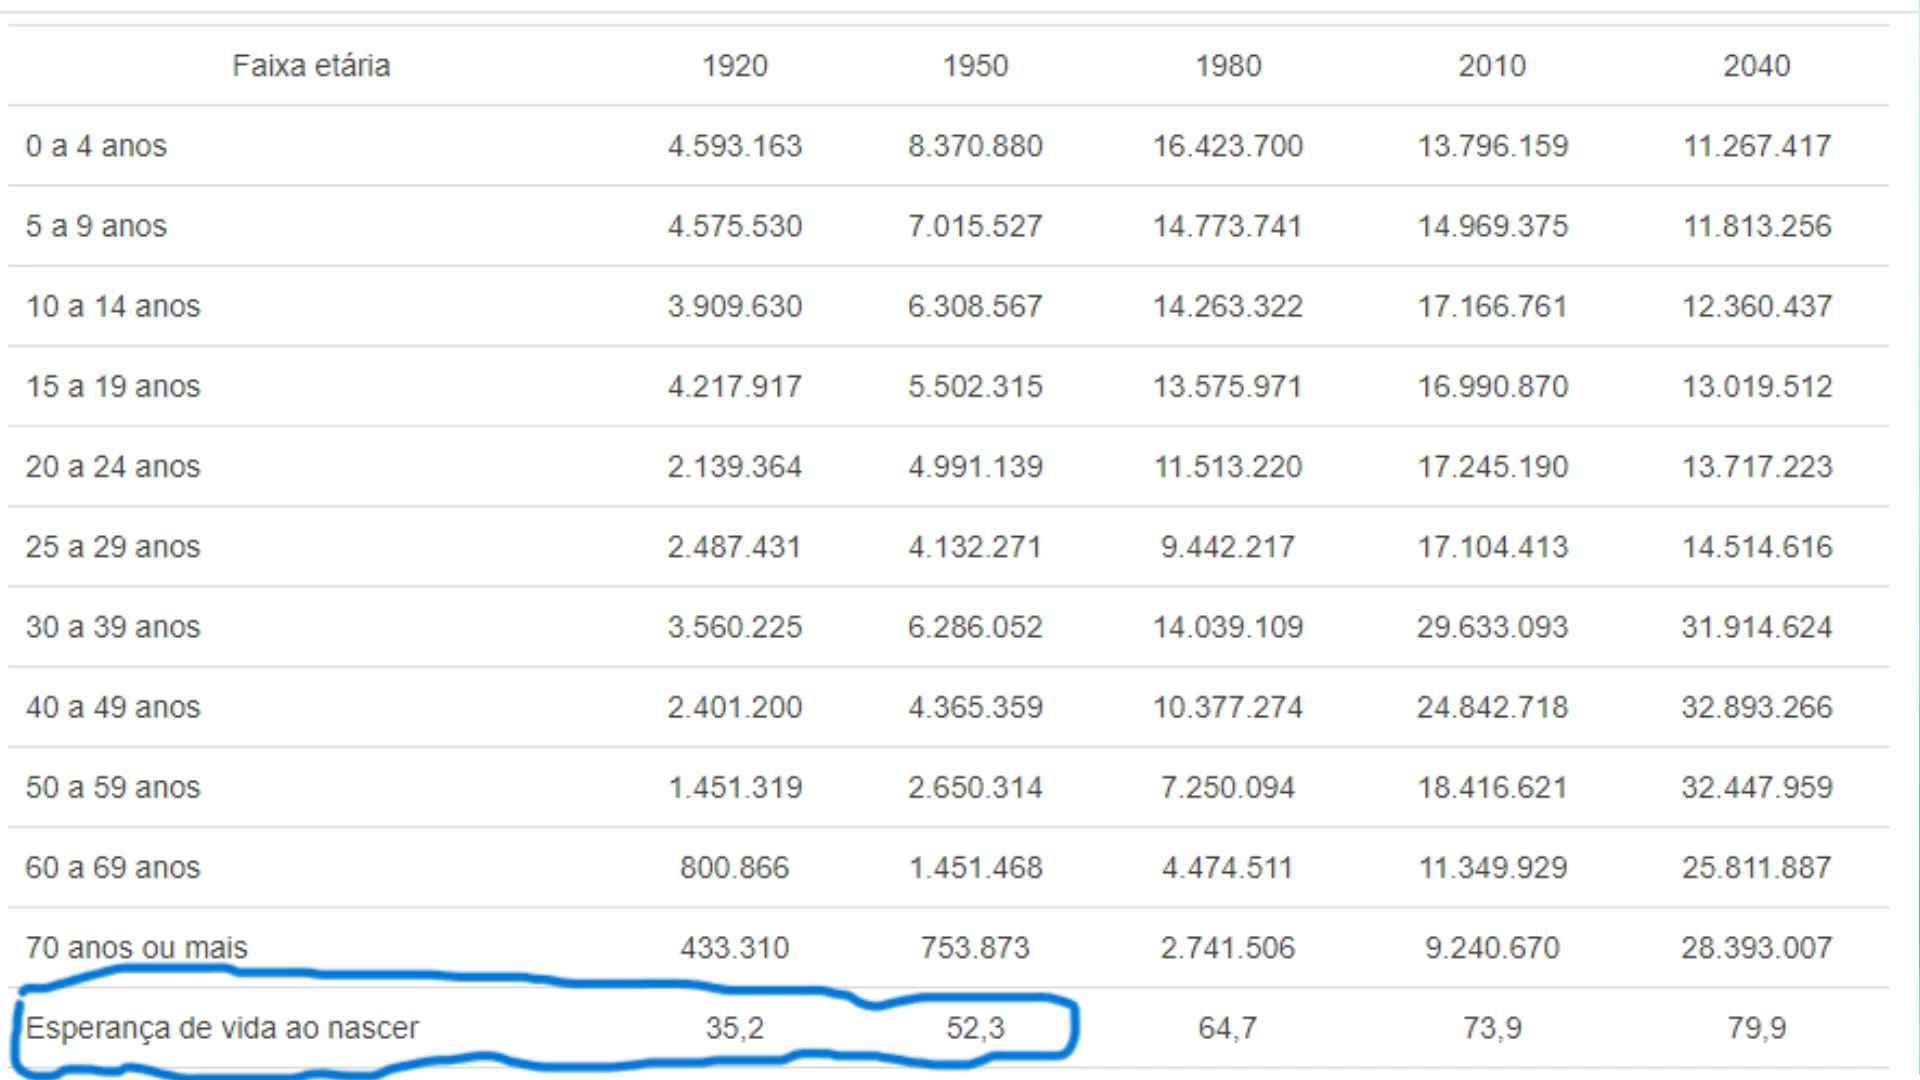 Faixa etária 1920 1950 1980 2010 2040
0 a 4 anos 4.593.163 8.370.880 16.423.700 13.796.159 11.267.417
5 a 9 anos 4.575.530 7.015.527 14.773.741 14.969.375 11.813.256
10 a 14 anos 3.909.630 6.308.567 14.263.322 17.166.761 12.360.437
15 a 19 anos 4.217.917 5.502.315 13.575.971 16.990.870 13.019.512
20 a 24 anos 2.139.364 4.991.139 11.513.220 17.245.190 13.717.223
25 a 29 anos 2.487.431 4.132.271 9.442.217 17.104.413 14.514.616
30 a 39 anos 3.560.225 6.286.052 14.039.109 29.633.093 31.914.624
40 a 49 anos 2.401.200 4.365.359 10.377.274 24.842.718 32.893.266
50 a 59 anos 1.451.319 2.650.314 7.250.094 18.416.621 32.447.959
60 a 69 anos 800.866 1.451.468 4.474.511 11.349.929 25.811.887
70 anos ou mais 433.310 753.873 2.741.506 9.240.670 28.393.007
Esperança de vida ao nascer 35,2 52,3 64,7 73,9 79,9